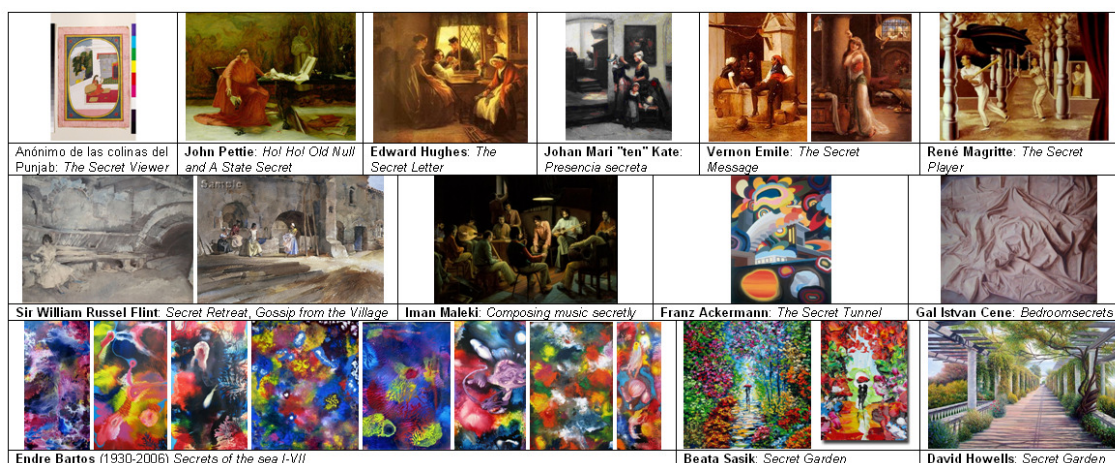 Anónimo de las colinas del
Punjab: The Secret Viewer
John Pettie: Ho! Ho! Old Null
and A State Secret
Edward Hughes: The
Secret Letter
Johan Mari "ten" Kate:
Presencia secreta
Vernon Emile: The Secret
Message
René Magritte: The Secret
Player
Sample
Sir William Russel Flint: Secret Retreat, Gossip from the Village
Iman Maleki: Composing music secretly
Franz Ackermann: The Secret Tunnel
Gal Istvan Cene: Bedroomsecrets
Endre Bartos (1930-2006) Secrets of the sea I-VII
Beata Sasik: Secret Garden
David Howells: Secret Garden